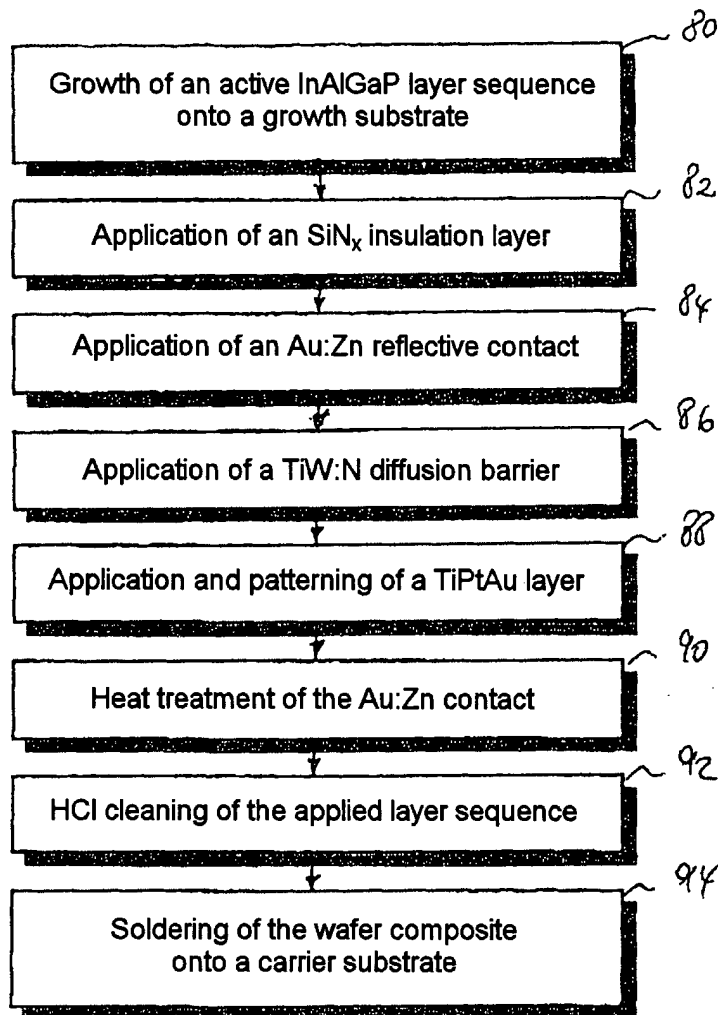 80
Growth of an active InAlGaP layer sequence
onto a growth substrate
82
Application of an SiNx insulation layer
84
Application of an Au:Zn reflective contact
86
Application of a TiW:N diffusion barrier
88
Application and patterning of a TiPtAu layer
90
Heat treatment of the Au:Zn contact
92
HCl cleaning of the applied layer sequence
94
Soldering of the wafer composite
onto a carrier substrate